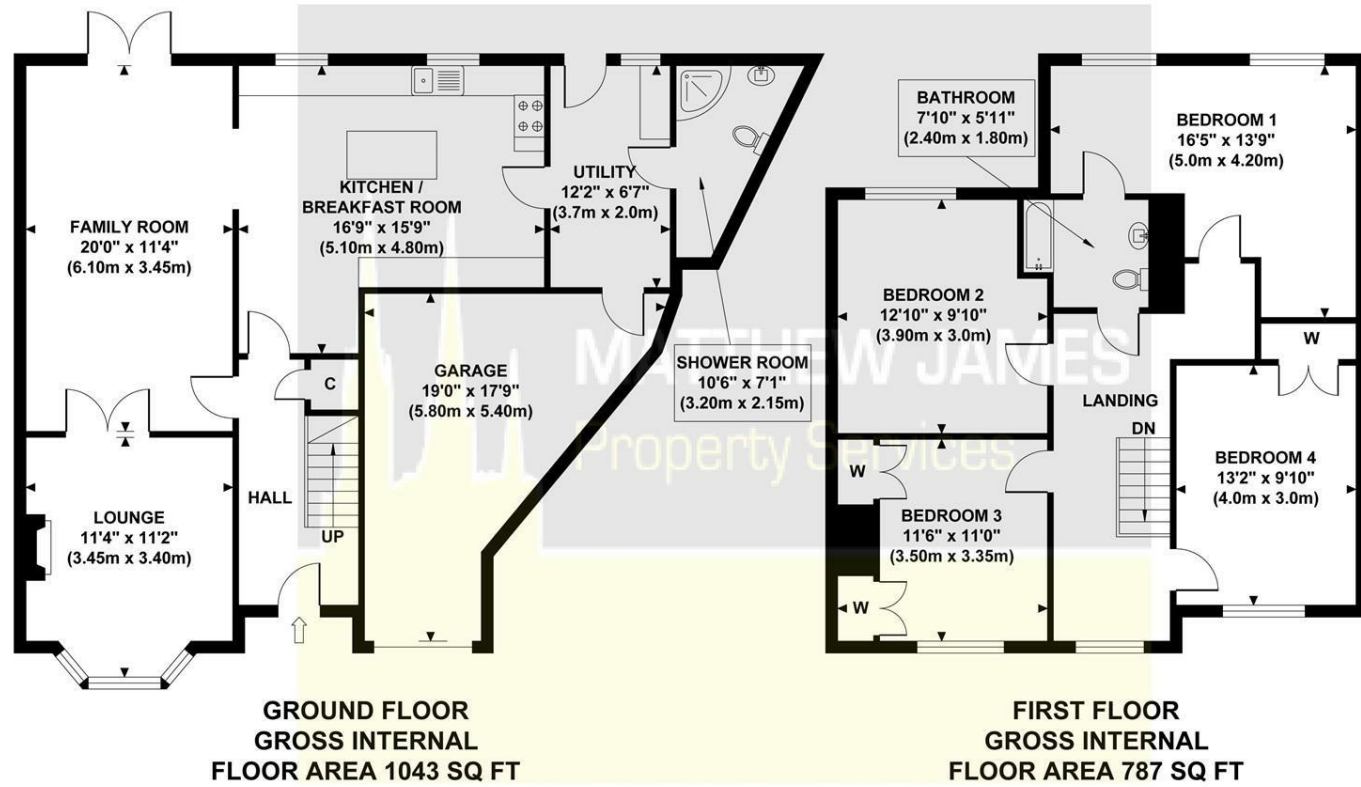 FAMILY ROOM
20'0" x 11'4"
(6.10m x 3.45m)
KITCHEN /
BREAKFAST ROOM
16'9" x 15'9"
(5.10m x 4.80m)
UTILITY
12'2" x 6'7"
(3.7m x 2.0m)
SHOWER ROOM
10'6" x 7'1"
(3.20m x 2.15m)
GARAGE
19'0" x 17'9"
(5.80m x 5.40m)
C
HALL
UP
LOUNGE
11'4" x 11'2"
(3.45m x 3.40m)
GROUND FLOOR
GROSS INTERNAL
FLOOR AREA 1043 SQ FT
BATHROOM
7'10" x 5'11"
(2.40m x 1.80m)
BEDROOM 1
16'5" x 13'9"
(5.0m x 4.20m)
BEDROOM 2
12'10" x 9'10"
(3.90m x 3.0m)
W
LANDING
DN
BEDROOM 4
13'2" x 9'10"
(4.0m x 3.0m)
W
BEDROOM 3
11'6" x 11'0"
(3.50m x 3.35m)
W
FIRST FLOOR
GROSS INTERNAL
FLOOR AREA 787 SQ FT
MATTHEW JAMES
Property Services